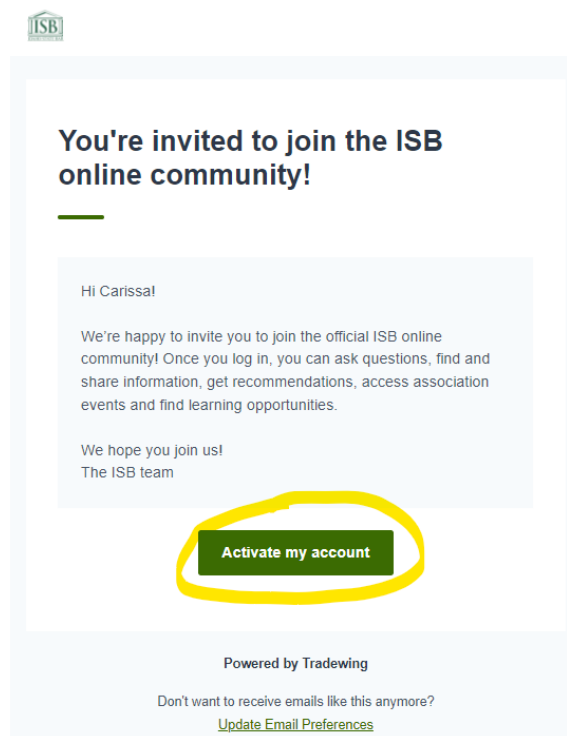 ISB
You're invited to join the ISB
online community!
Hi Carissa!
We're happy to invite you to join the official ISB online
community! Once you log in, you can ask questions, find and
share information, get recommendations, access association
events and find learning opportunities.
We hope you join us!
The ISB team
Activate my account
Powered by Tradewing
Don't want to receive emails like this anymore?
Update Email Preferences